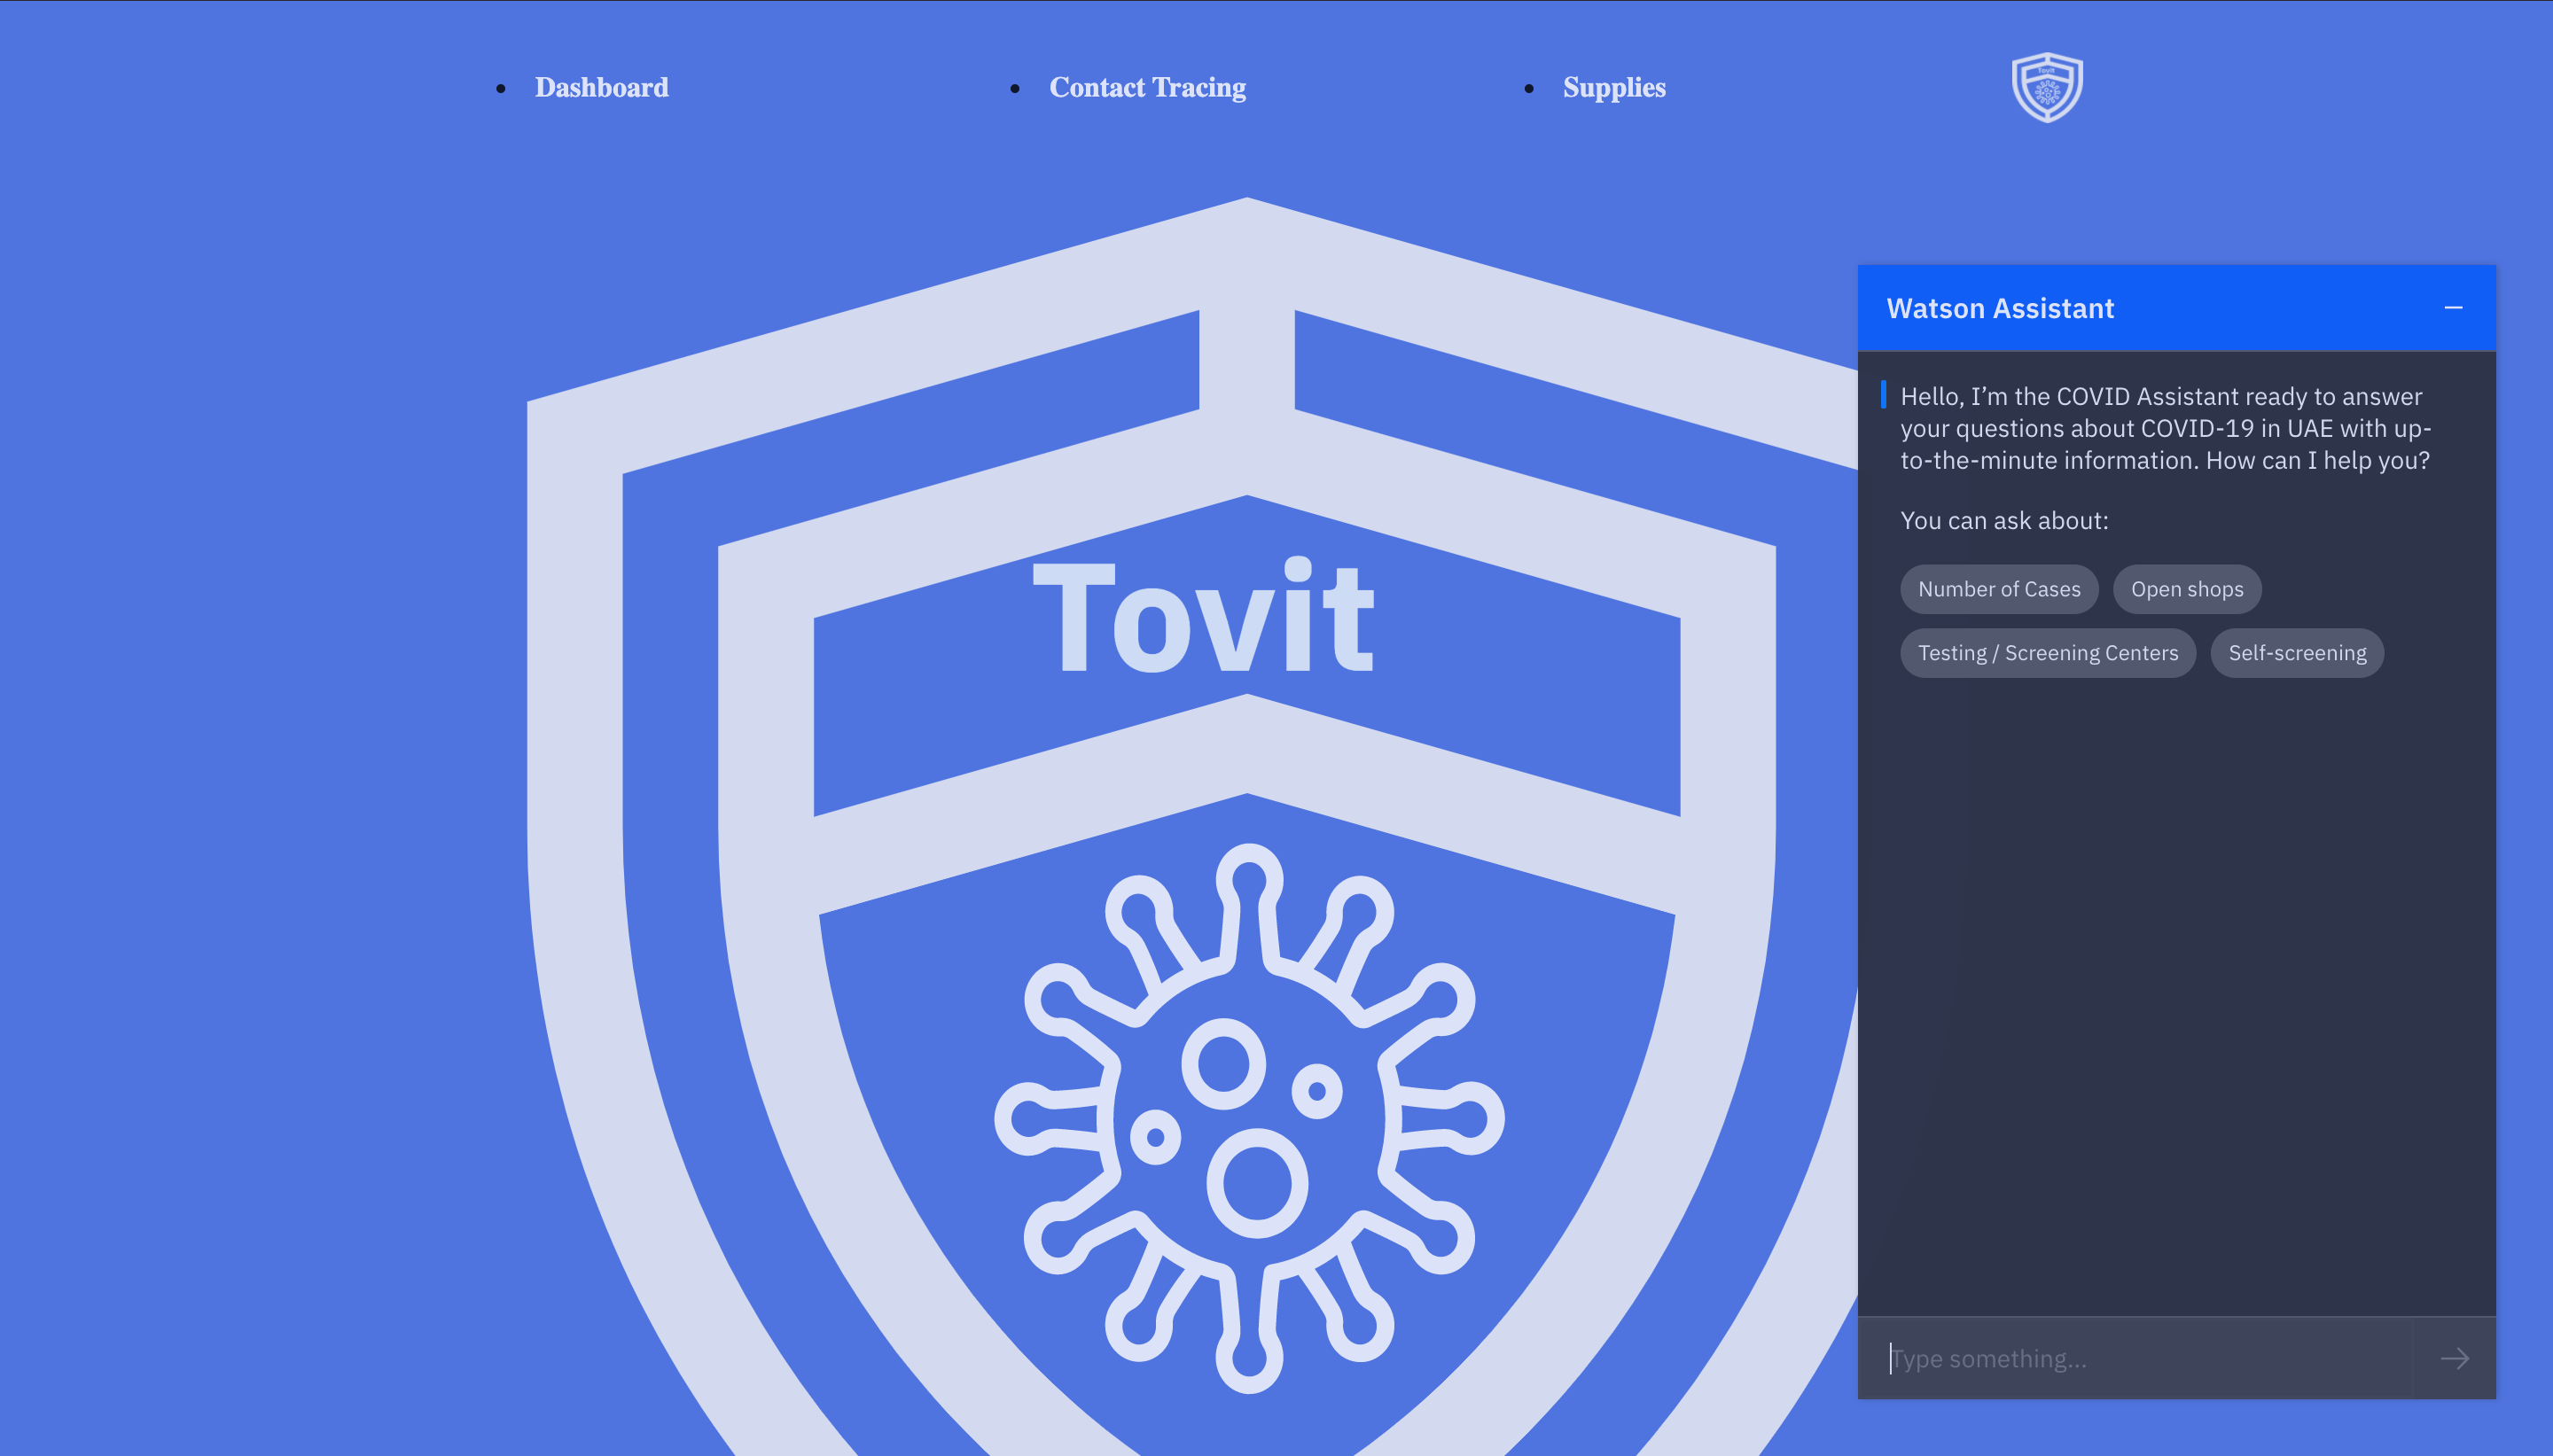 Dashboard
Contact Tracing
Supplies
Tovit
Tovit
Watson Assistant
Hello, I’m the COVID Assistant ready to answer
your questions about COVID-19 in UAE with up-
to-the-minute information. How can I help you?
You can ask about:
Number of Cases
Open shops
Testing / Screening Centers
Self-screening
Type something...